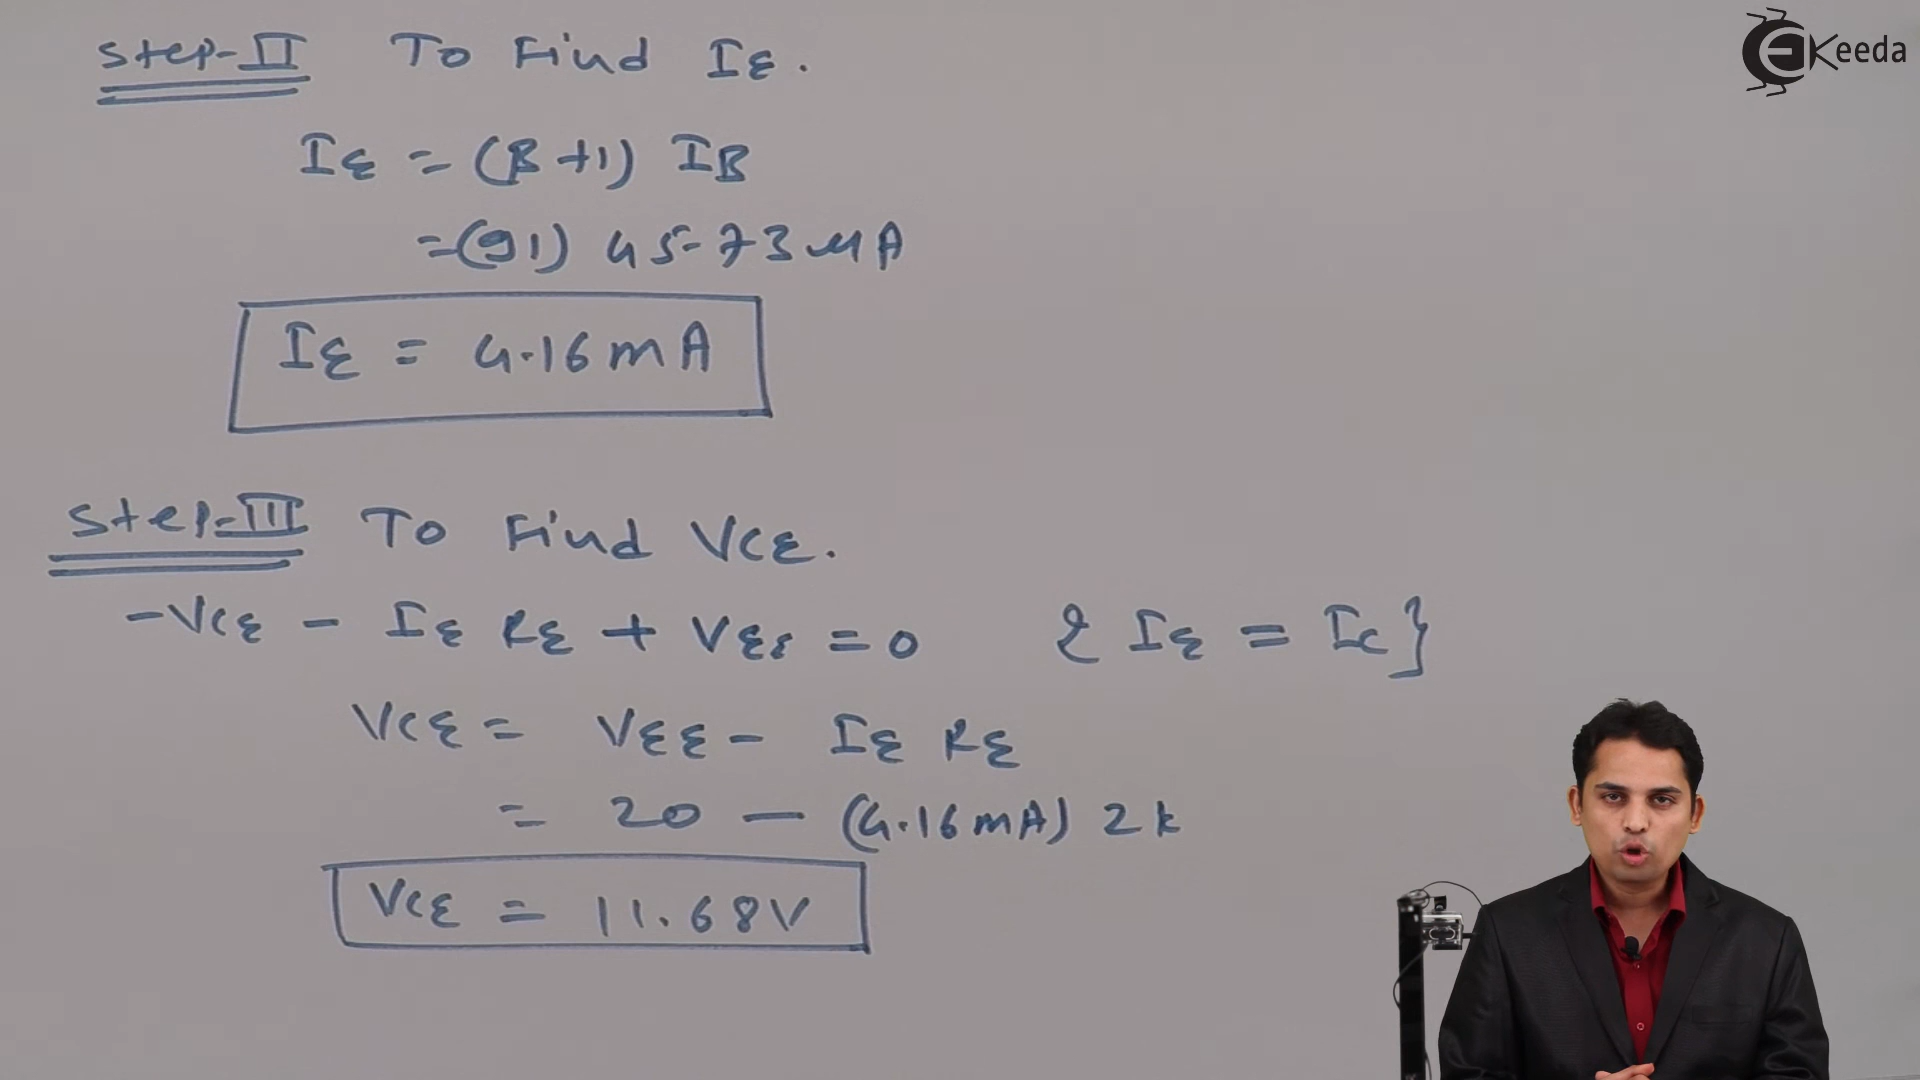 Step-II To Find IE.
IE = (β+1) IB
=(91) 45.73 μA
IE = 4.16mA
Step-III To Find VCE.
-VCE - IE RE + VEE = 0 { IE = IC }
VCE = VEE - IE RE
= 20 - (4.16mA) 2k
VCE = 11.68V
EKeeda